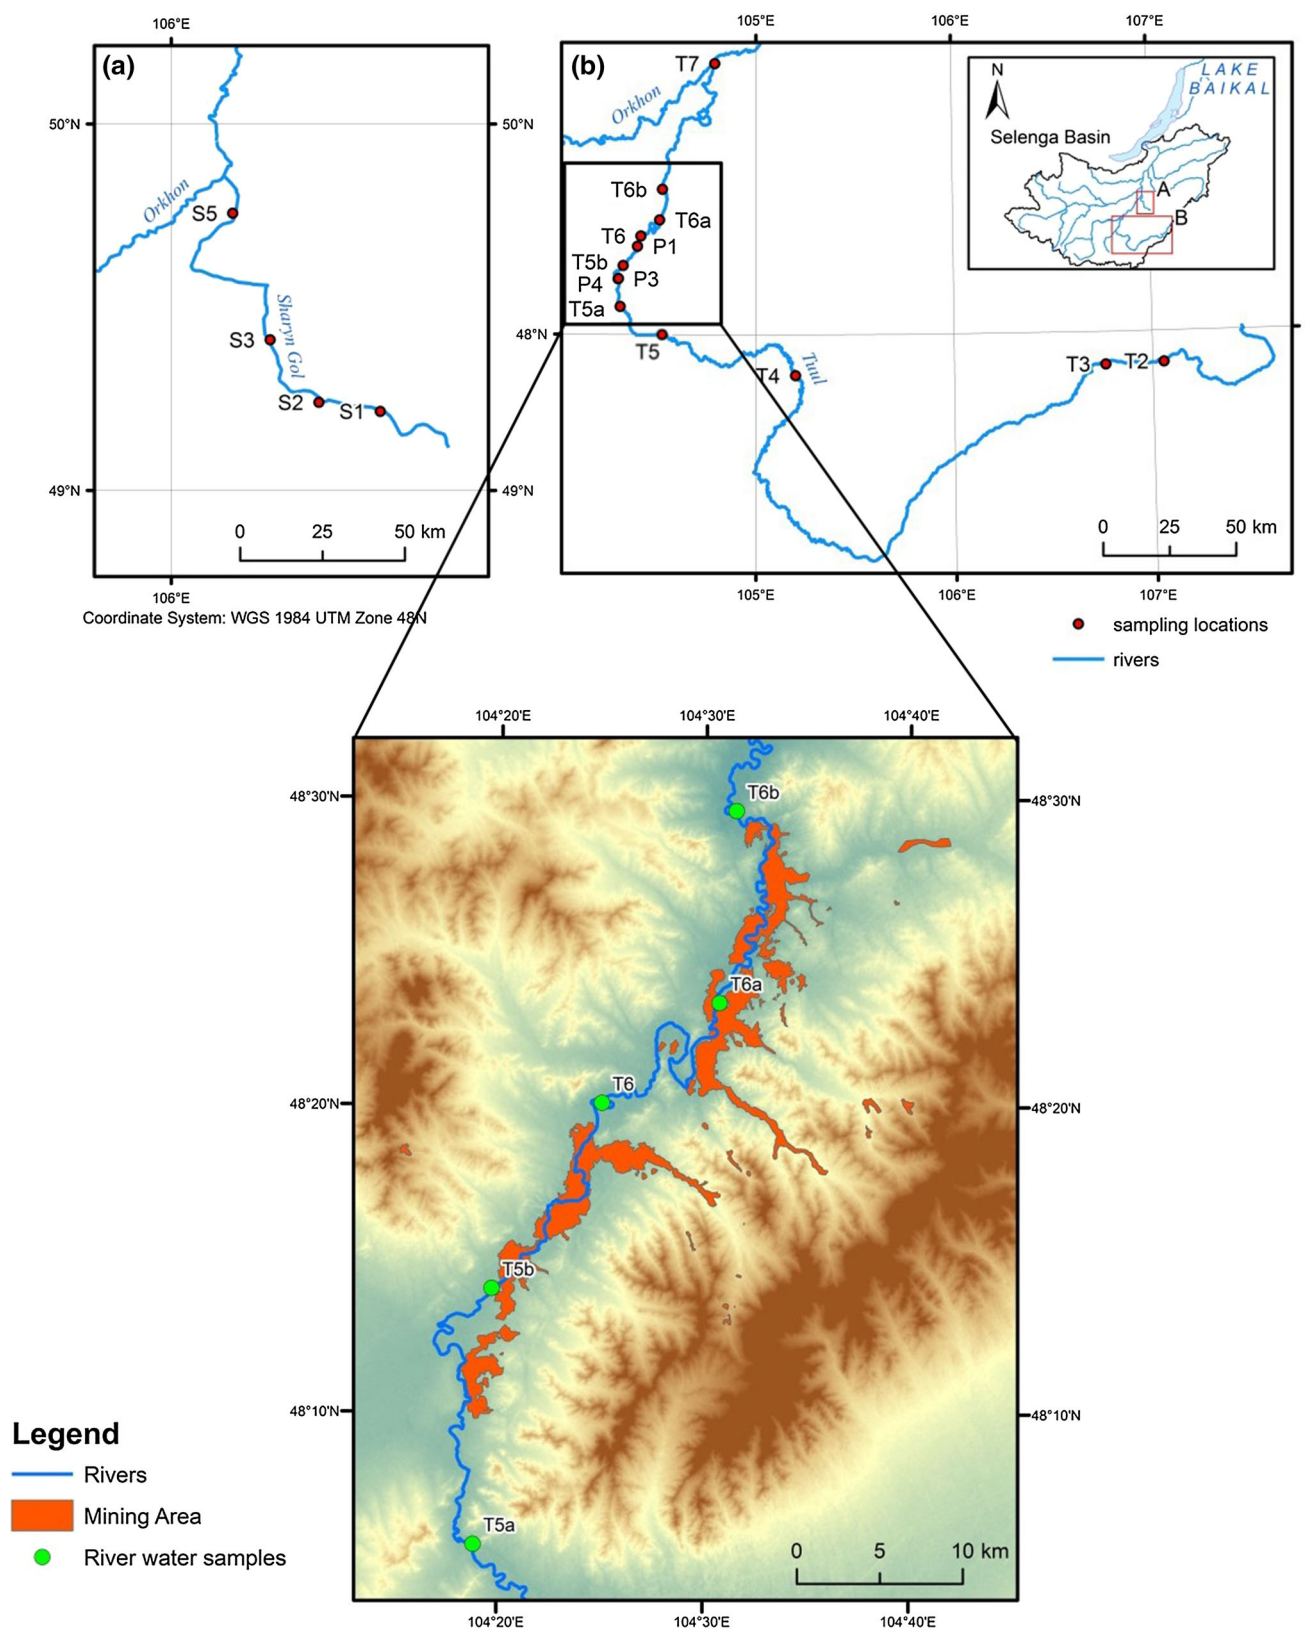 106°E
105°E
106°E
107°E
(a)
(b)
T7
Orkhon
N
LAKE
BAIKAL
Selenga Basin
A
B
50°N
50°N
Orkhon
S5
Sharyn Gol
S3
S2
S1
T6b
T6a
T6
P1
T5b
P4
P3
T5a
48°N
T5
T4
Tuul
T3
T2
49°N
49°N
0 25 50 km
0 25 50 km
106°E
105°E
106°E
107°E
Coordinate System: WGS 1984 UTM Zone 48N
sampling locations
rivers
104°20'E
104°30'E
104°40'E
48°30'N
48°30'N
T6b
T6a
T6
48°20'N
48°20'N
T5b
48°10'N
48°10'N
T5a
0 5 10 km
104°20'E
104°30'E
104°40'E
Legend
Rivers
Mining Area
River water samples